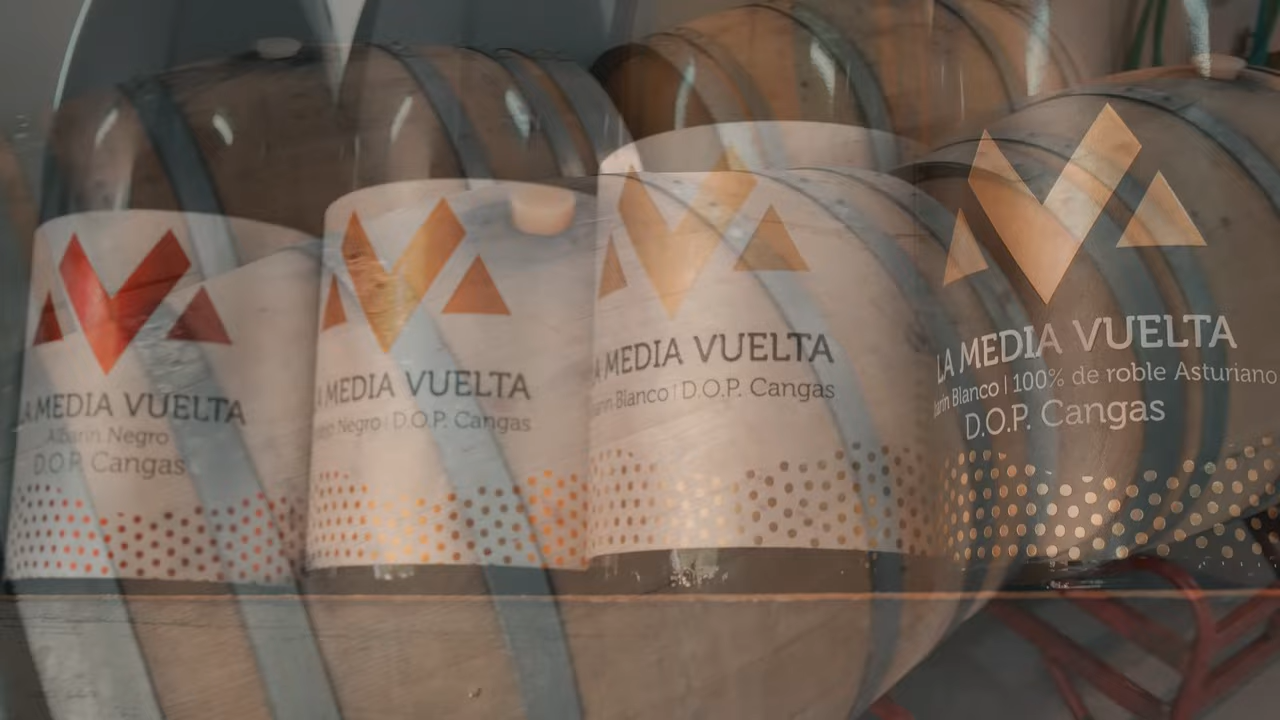 LA MEDIA VUELTA
Albarín Negro
D.O.P. Cangas
LA MEDIA VUELTA
Negro | D.O.P. Cangas
LA MEDIA VUELTA
Blanco | D.O.P. Cangas
LA MEDIA VUELTA
Blanco | 100% de roble Asturiano
D.O.P. Cangas